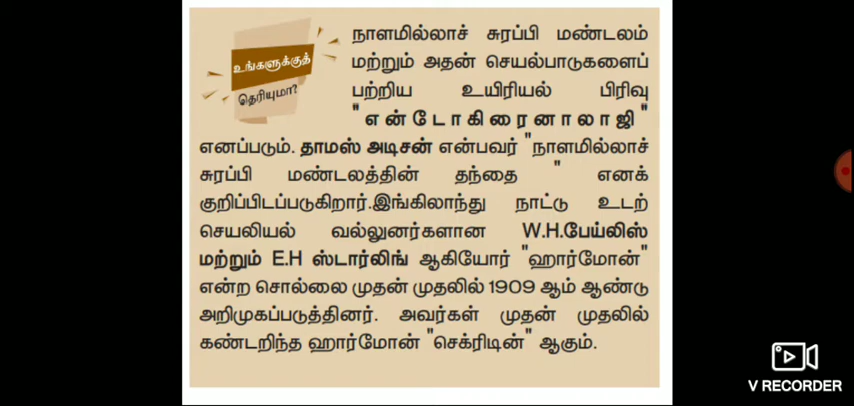 உங்களுக்குத்
தெரியுமா?
நாளமில்லாச் சுரப்பி மண்டலம்
மற்றும் அதன் செயல்பாடுகளைப்
பற்றிய உயிரியல் பிரிவு
"என்டோகிரைனாலாஜி"
எனப்படும். தாமஸ் அடிசன் என்பவர் "நாளமில்லாச்
சுரப்பி மண்டலத்தின் தந்தை " எனக்
குறிப்பிடப்படுகிறார்.இங்கிலாந்து நாட்டு உடற்
செயலியல் வல்லுனர்களான W.H.பேய்லிஸ்
மற்றும் E.H ஸ்டார்லிங் ஆகியோர் "ஹார்மோன்"
என்ற சொல்லை முதன் முதலில் 1909 ஆம் ஆண்டு
அறிமுகப்படுத்தினர். அவர்கள் முதன் முதலில்
கண்டறிந்த ஹார்மோன் "செக்ரிடின்" ஆகும்.
V RECORDER